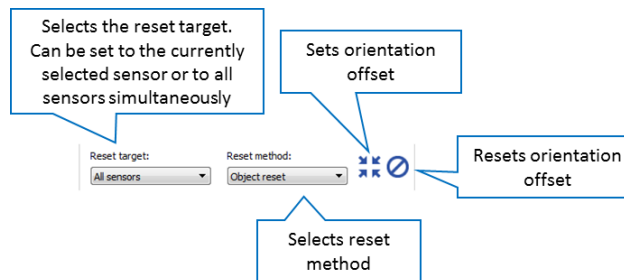 Selects the reset target.
Can be set to the currently
selected sensor or to all
sensors simultaneously
Sets orientation
offset
Reset target:
All sensors
Reset method:
Object reset
Resets orientation
offset
Selects reset
method